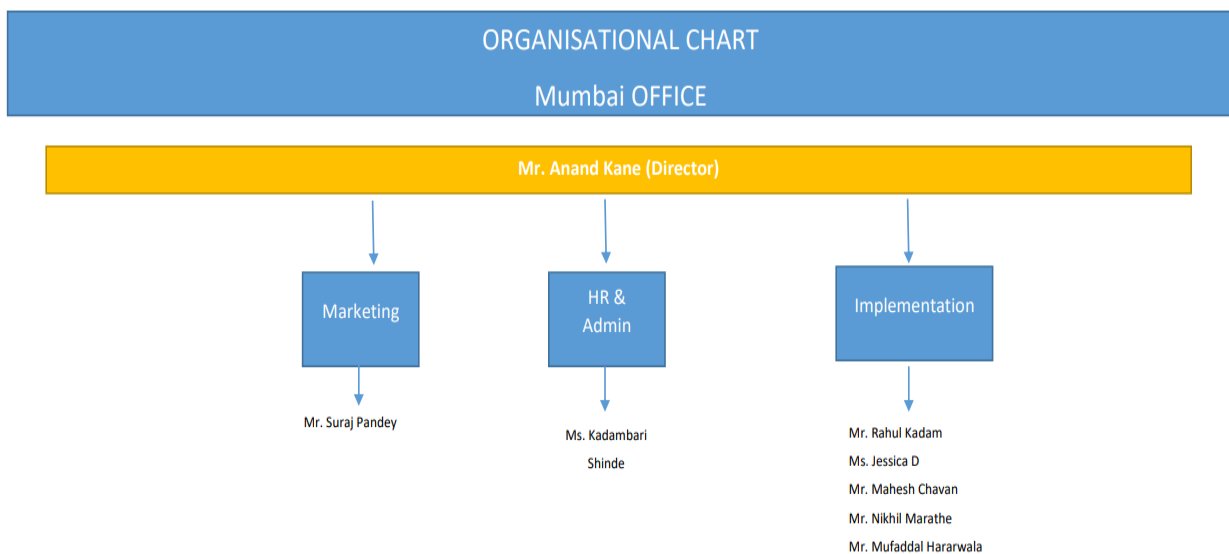 ORGANISATIONAL CHART
Mumbai OFFICE
Mr. Anand Kane (Director)
Marketing
HR &
Admin
Implementation
Mr. Suraj Pandey
Ms. Kadambari
Shinde
Mr. Rahul Kadam
Ms. Jessica D
Mr. Mahesh Chavan
Mr. Nikhil Marathe
Mr. Mufaddal Hararwala